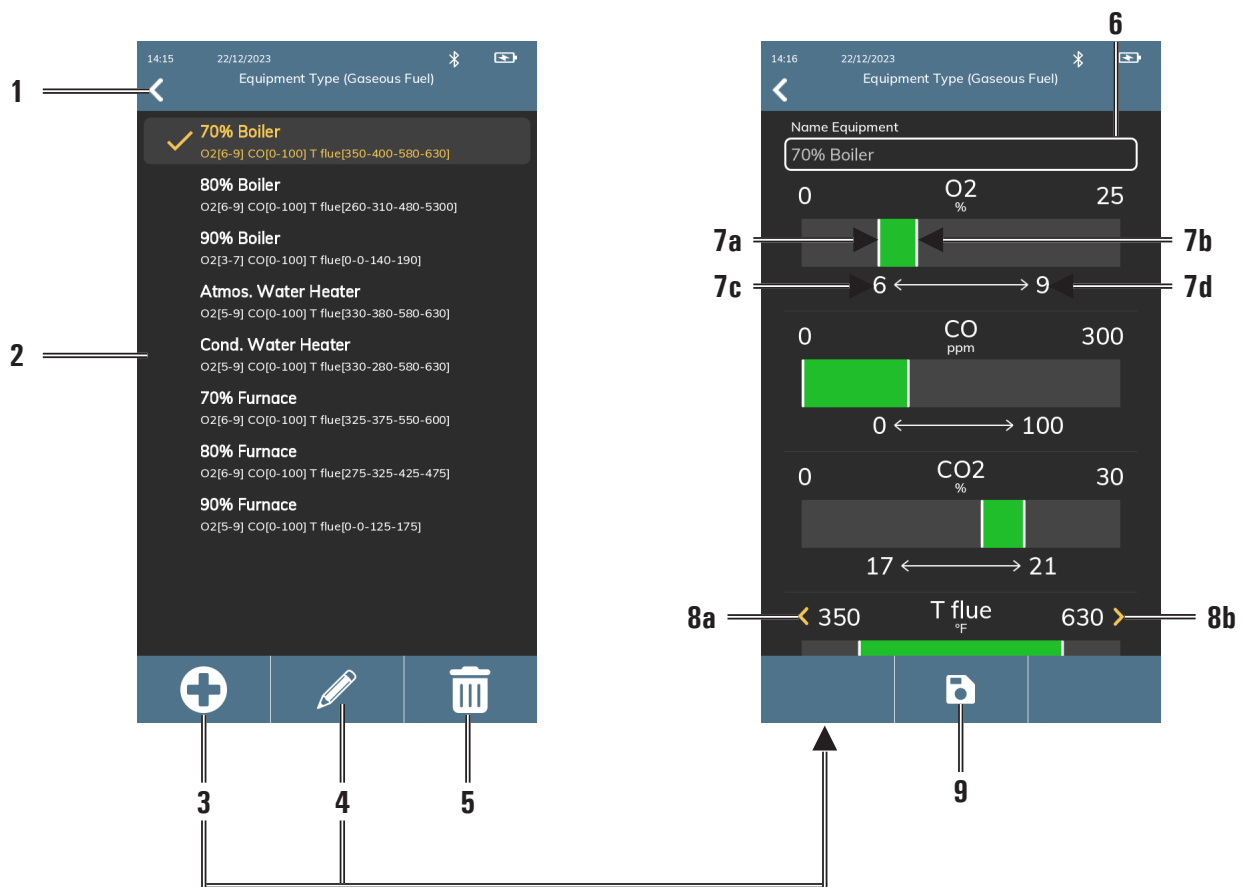 6
14:15 22/12/2023
Equipment Type (Gaseous Fuel)
1
70% Boiler
O2[6-9] CO[0-100] T flue[350-400-580-630]
80% Boiler
O2[6-9] CO[0-100] T flue[260-310-480-5300]
90% Boiler
O2[3-7] CO[0-100] T flue[0-0-140-190]
Atmos. Water Heater
O2[5-9] CO[0-100] T flue[330-380-580-630]
2
Cond. Water Heater
O2[5-9] CO[0-100] T flue[330-280-580-630]
70% Furnace
O2[6-9] CO[0-100] T flue[325-375-550-600]
80% Furnace
O2[6-9] CO[0-100] T flue[275-325-425-475]
90% Furnace
O2[5-9] CO[0-100] T flue[0-0-125-175]
3 4 5
14:16 22/12/2023
Equipment Type (Gaseous Fuel)
Name Equipment
70% Boiler
0 O2 25
%
7a 7b
7c 6 9 7d
0 CO 300
ppm
0 100
0 CO2 30
%
17 21
8a 350 T flue 630 8b
°F
9